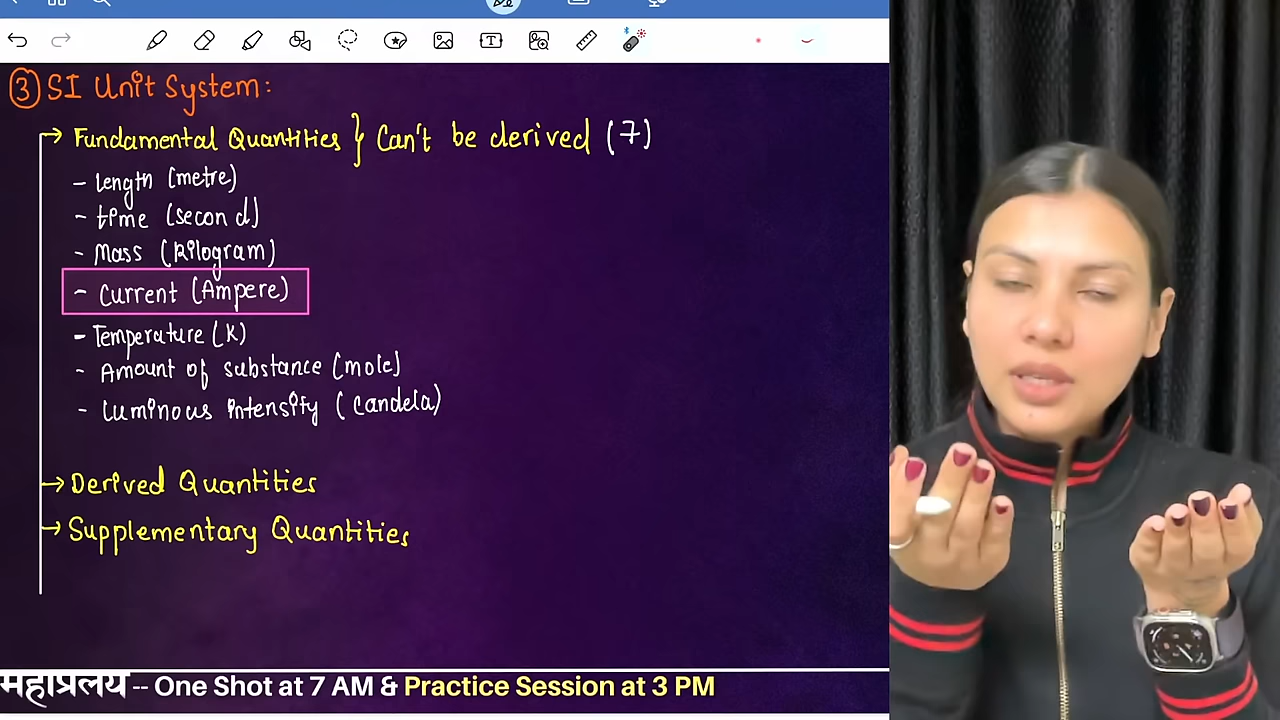 ③ SI Unit System:
→ Fundamental Quantities } Can't be derived (7)
- Length (metre)
- time (second)
- Mass (kilogram)
- Current (Ampere)
- Temperature (K)
- Amount of substance (mole)
- Luminous intensity (Candela)
→ Derived Quantities
→ Supplementary Quantities
महाप्रलय -- One Shot at 7 AM & Practice Session at 3 PM